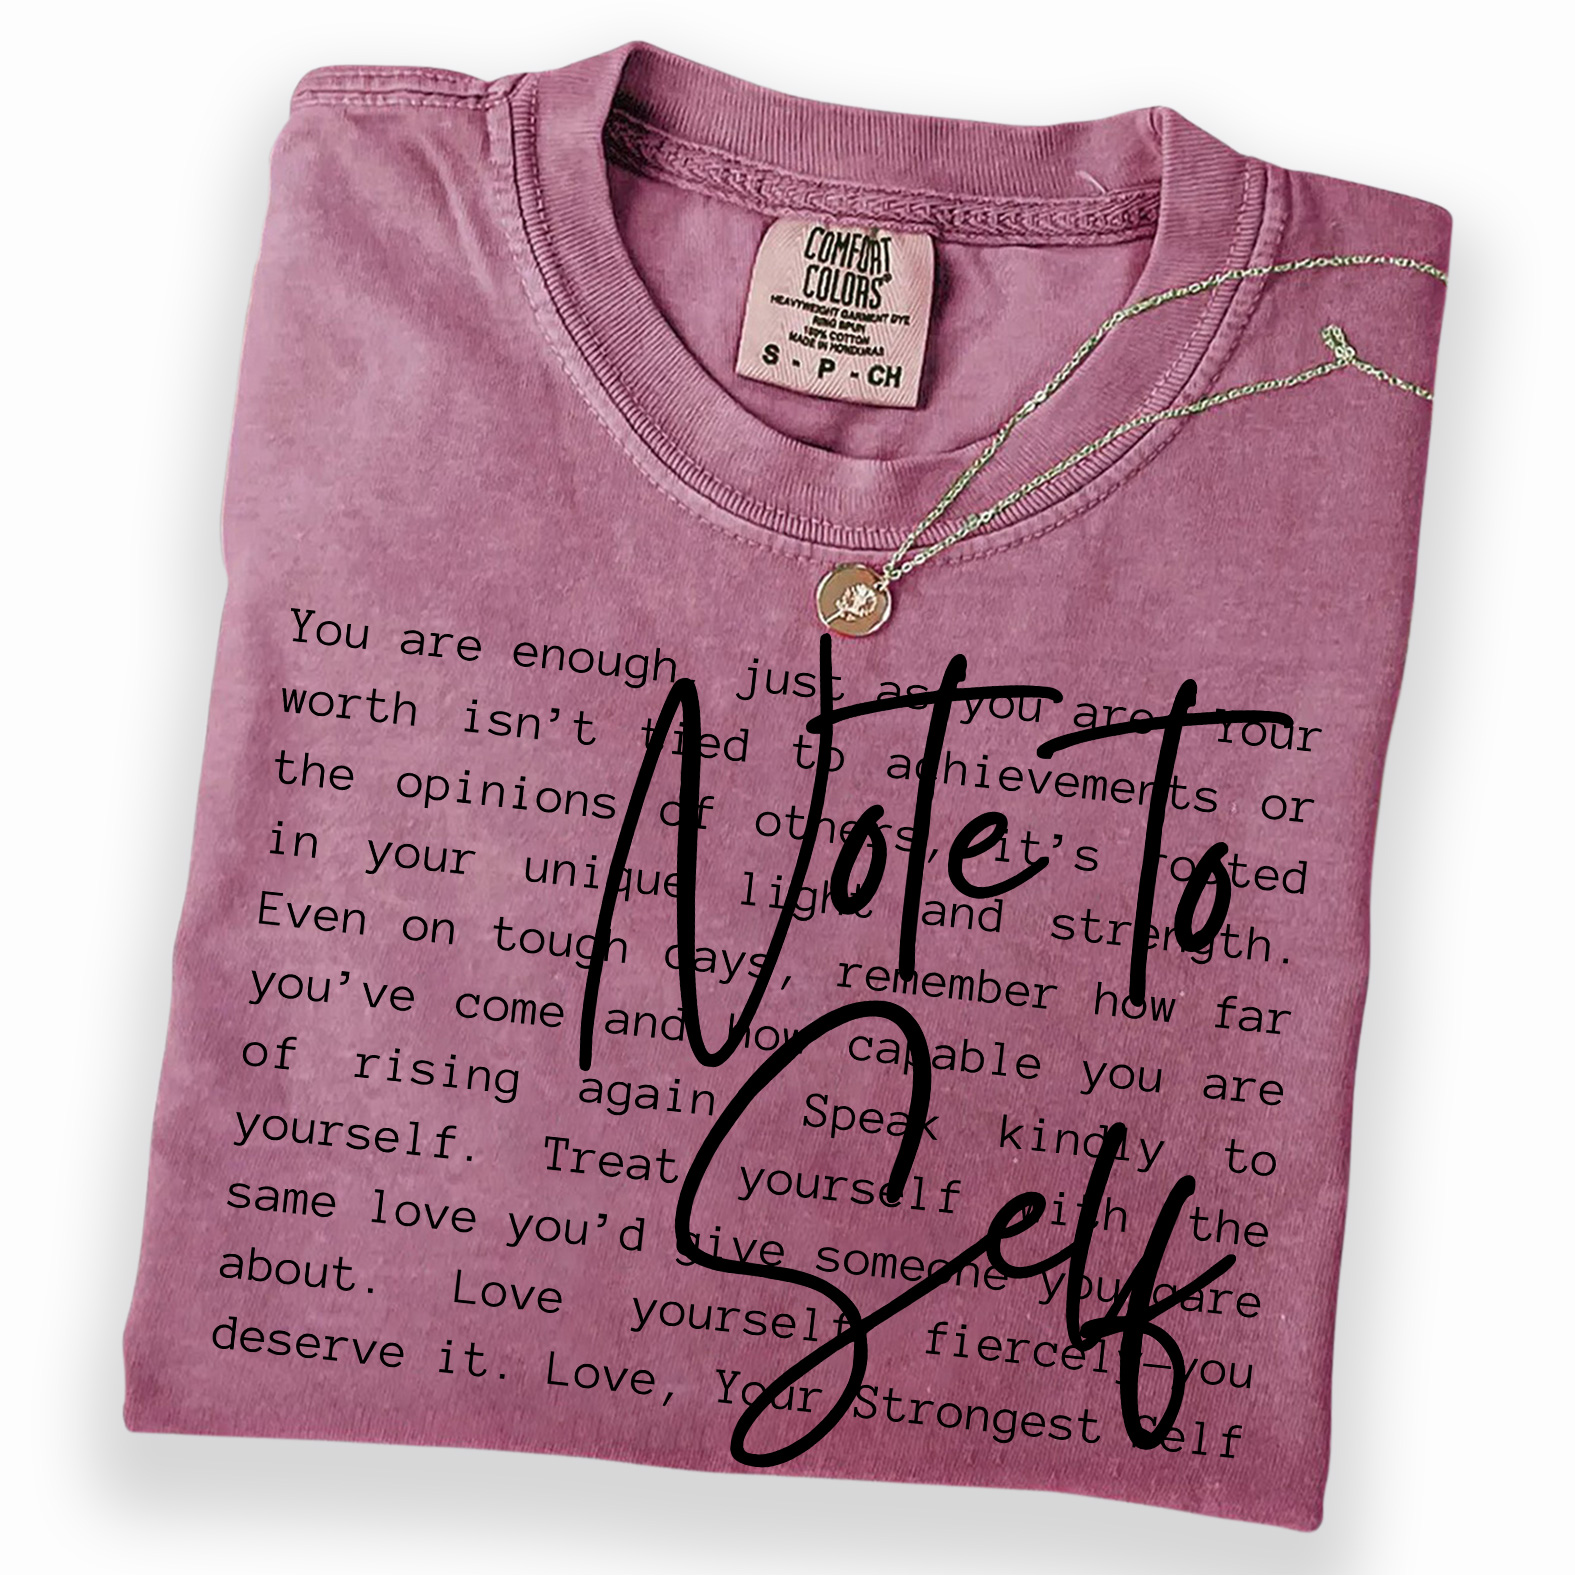 COMFORT
COLORS®
HEAVYWEIGHT GARMENT DYE
RING SPUN
100% COTTON
MADE IN HONDURAS
S - P - CH
You are enough, just as you are. Your
worth isn’t tied to achievements or
the opinions of others, it’s rooted
in your unique light and strength.
Even on tough days, remember how far
you’ve come and how capable you are
of rising again. Speak kindly to
yourself. Treat yourself with the
same love you’d give someone you care
about. Love yourself fiercely—you
deserve it. Love, Your Strongest Self
Note To
Self